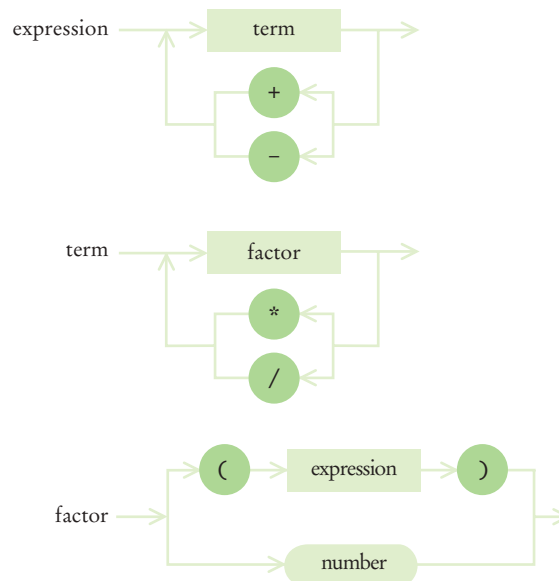 expression term
+
-
term factor
*
/
( expression )
factor
number